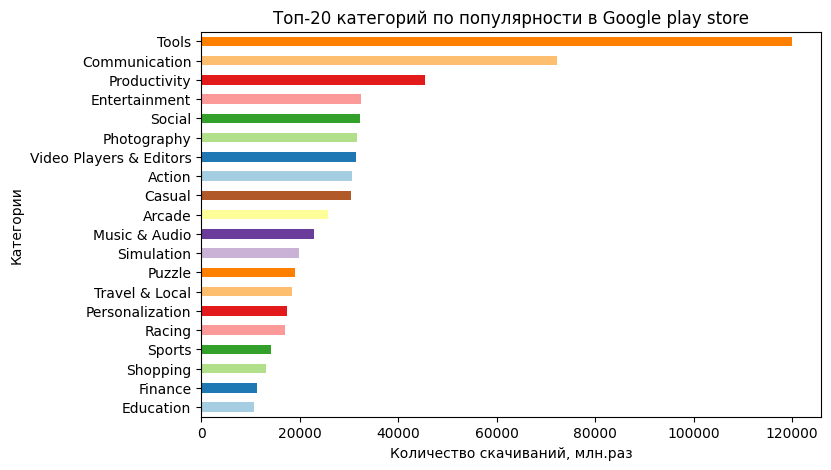 Топ-20 категорий по популярности в Google play store
Категории
Tools
Communication
Productivity
Entertainment
Social
Photography
Video Players & Editors
Action
Casual
Arcade
Music & Audio
Simulation
Puzzle
Travel & Local
Personalization
Racing
Sports
Shopping
Finance
Education
0 20000 40000 60000 80000 100000 120000
Количество скачиваний, млн.раз